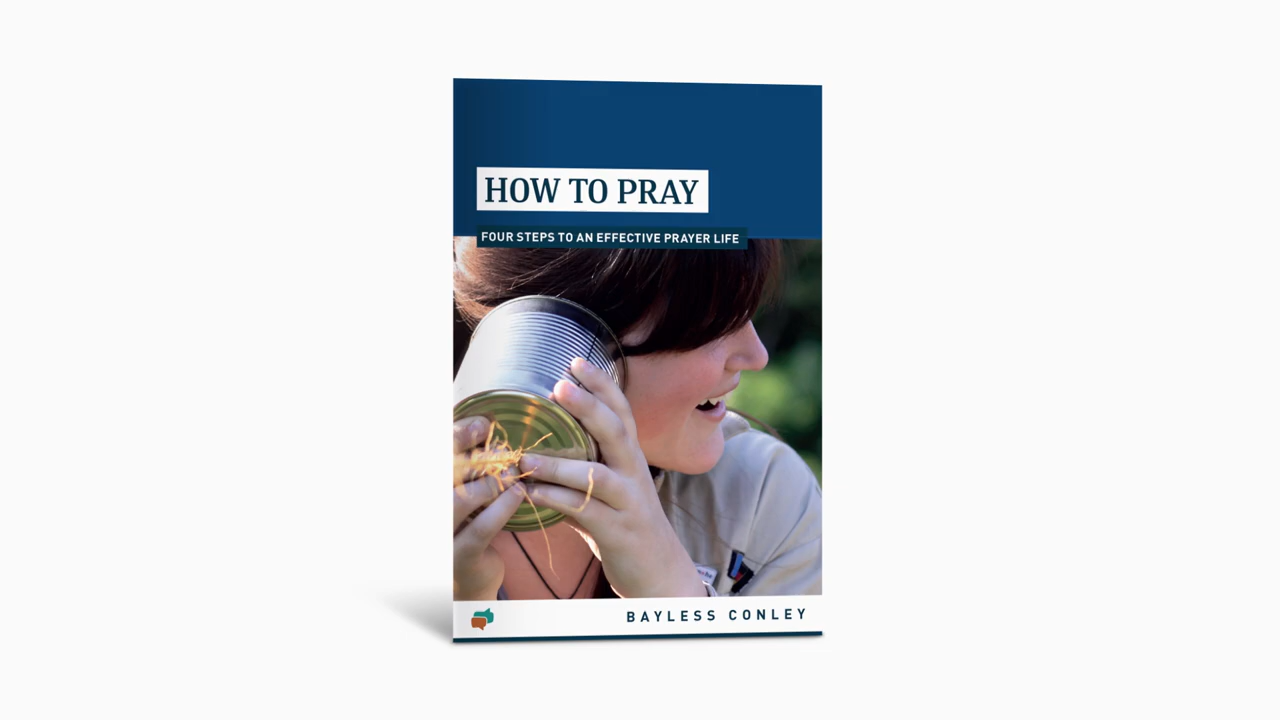 HOW TO PRAY
FOUR STEPS TO AN EFFECTIVE PRAYER LIFE
BAYLESS CONLEY